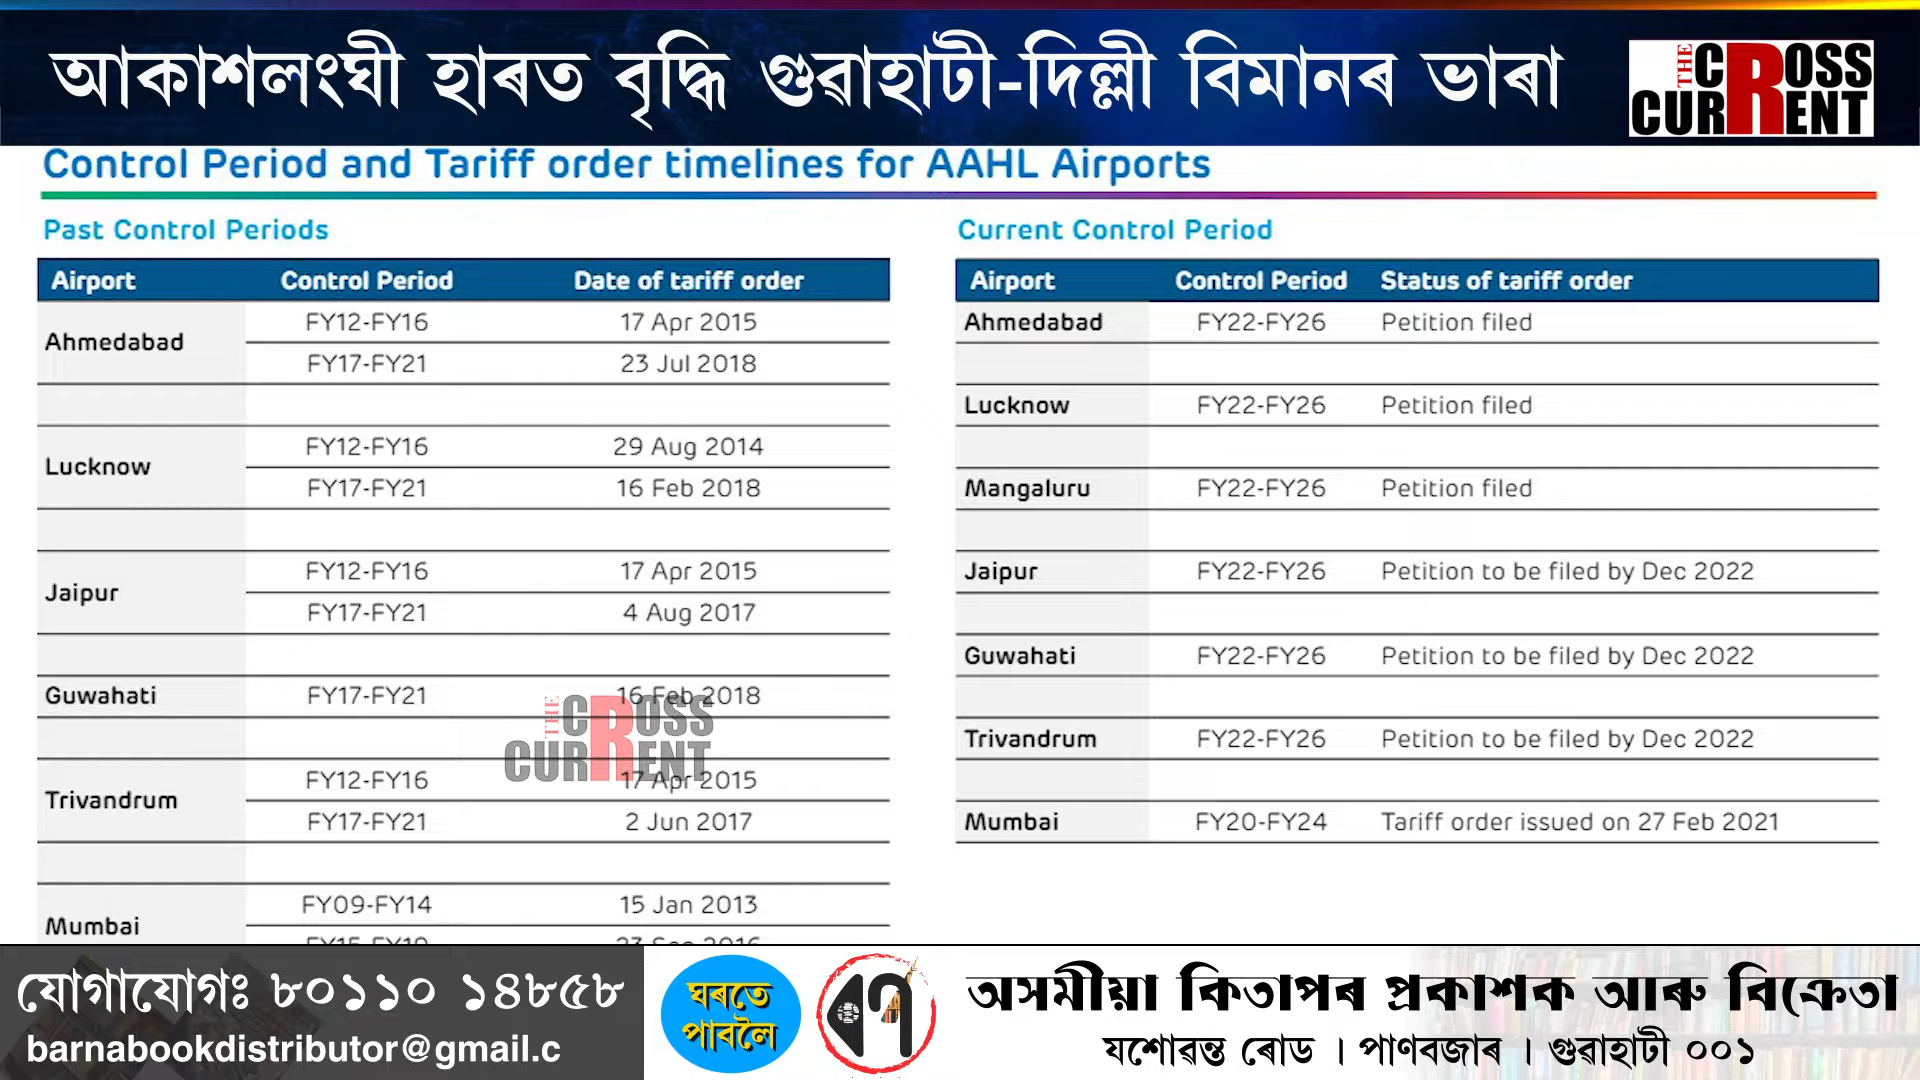 আকাশলংঘী হাৰত বৃদ্ধি গুৱাহাটী-দিল্লী বিমানৰ ভাৰা
THE CROSS CURRENT
Control Period and Tariff order timelines for AAHL Airports
Past Control Periods
Airport Control Period Date of tariff order
Ahmedabad FY12-FY16 17 Apr 2015
FY17-FY21 23 Jul 2018
Lucknow FY12-FY16 29 Aug 2014
FY17-FY21 16 Feb 2018
Jaipur FY12-FY16 17 Apr 2015
FY17-FY21 4 Aug 2017
Guwahati FY17-FY21 16 Feb 2018
Trivandrum FY12-FY16 17 Apr 2015
FY17-FY21 2 Jun 2017
Mumbai FY09-FY14 15 Jan 2013
FY15-FY19 23 Sep 2016
Current Control Period
Airport Control Period Status of tariff order
Ahmedabad FY22-FY26 Petition filed
Lucknow FY22-FY26 Petition filed
Mangaluru FY22-FY26 Petition filed
Jaipur FY22-FY26 Petition to be filed by Dec 2022
Guwahati FY22-FY26 Petition to be filed by Dec 2022
Trivandrum FY22-FY26 Petition to be filed by Dec 2022
Mumbai FY20-FY24 Tariff order issued on 27 Feb 2021
THE CROSS CURRENT
যোগাযোগঃ ৮০১১০ ১৪৮৫৮
barnabookdistributor@gmail.c
ঘৰতে
পাবলৈ
অসমীয়া কিতাপৰ প্ৰকাশক আৰু বিক্ৰেতা
যশোৱন্ত ৰোড । পাণবজাৰ । গুৱাহাটী ০০১